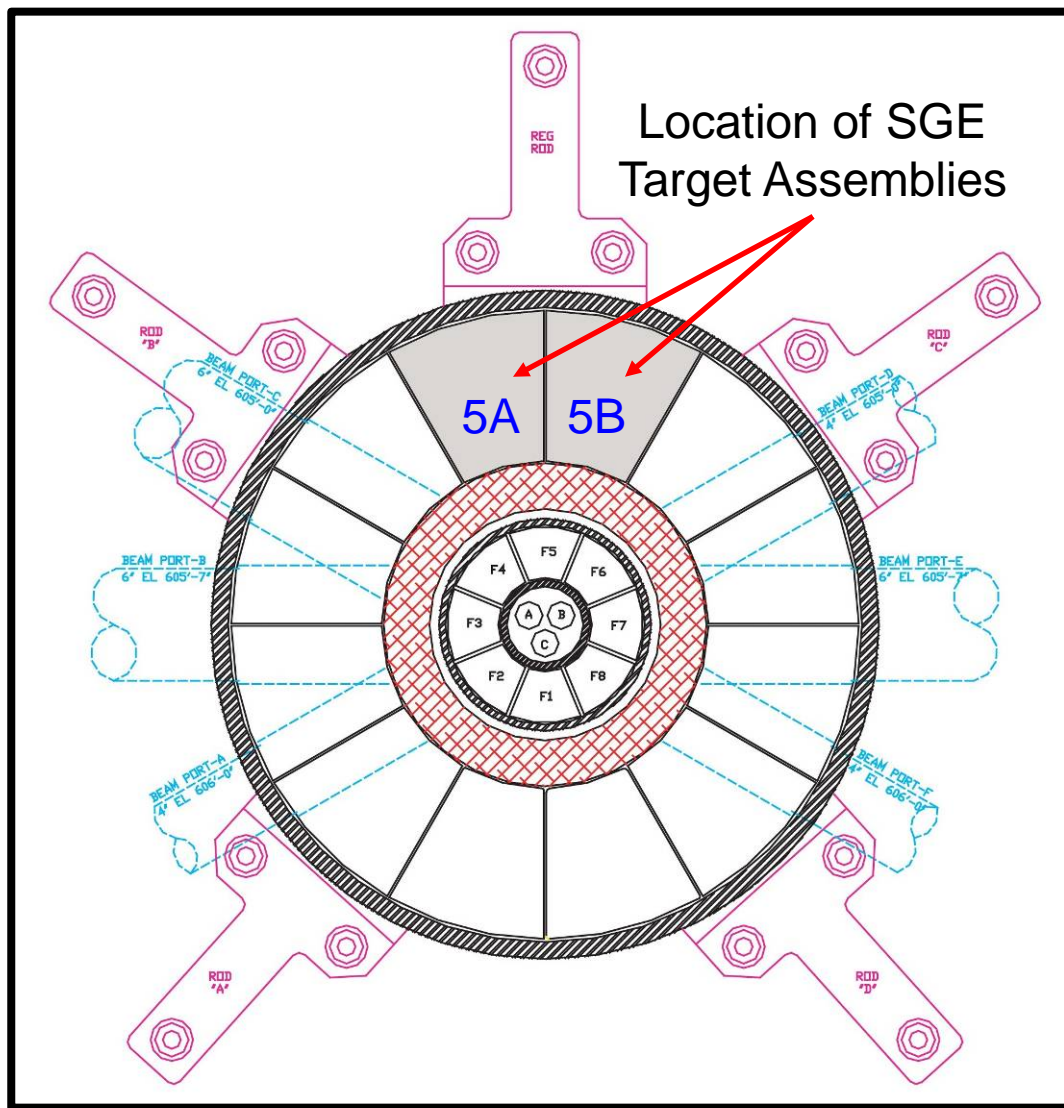 REG
ROD
Location of SGE
Target Assemblies
ROD
"B"
ROD
"C"
BEAM PORT-C
6" EL 605'-0"
BEAM PORT-D
4" EL 605'-0"
5A
5B
BEAM PORT-B
6" EL 605'-7"
BEAM PORT-E
6" EL 605'-7"
F5
F4
F6
F3
A
B
F7
C
F2
F8
F1
BEAM PORT-A
4" EL 606'-0"
BEAM PORT-F
4" EL 606'-0"
ROD
"A"
ROD
"D"